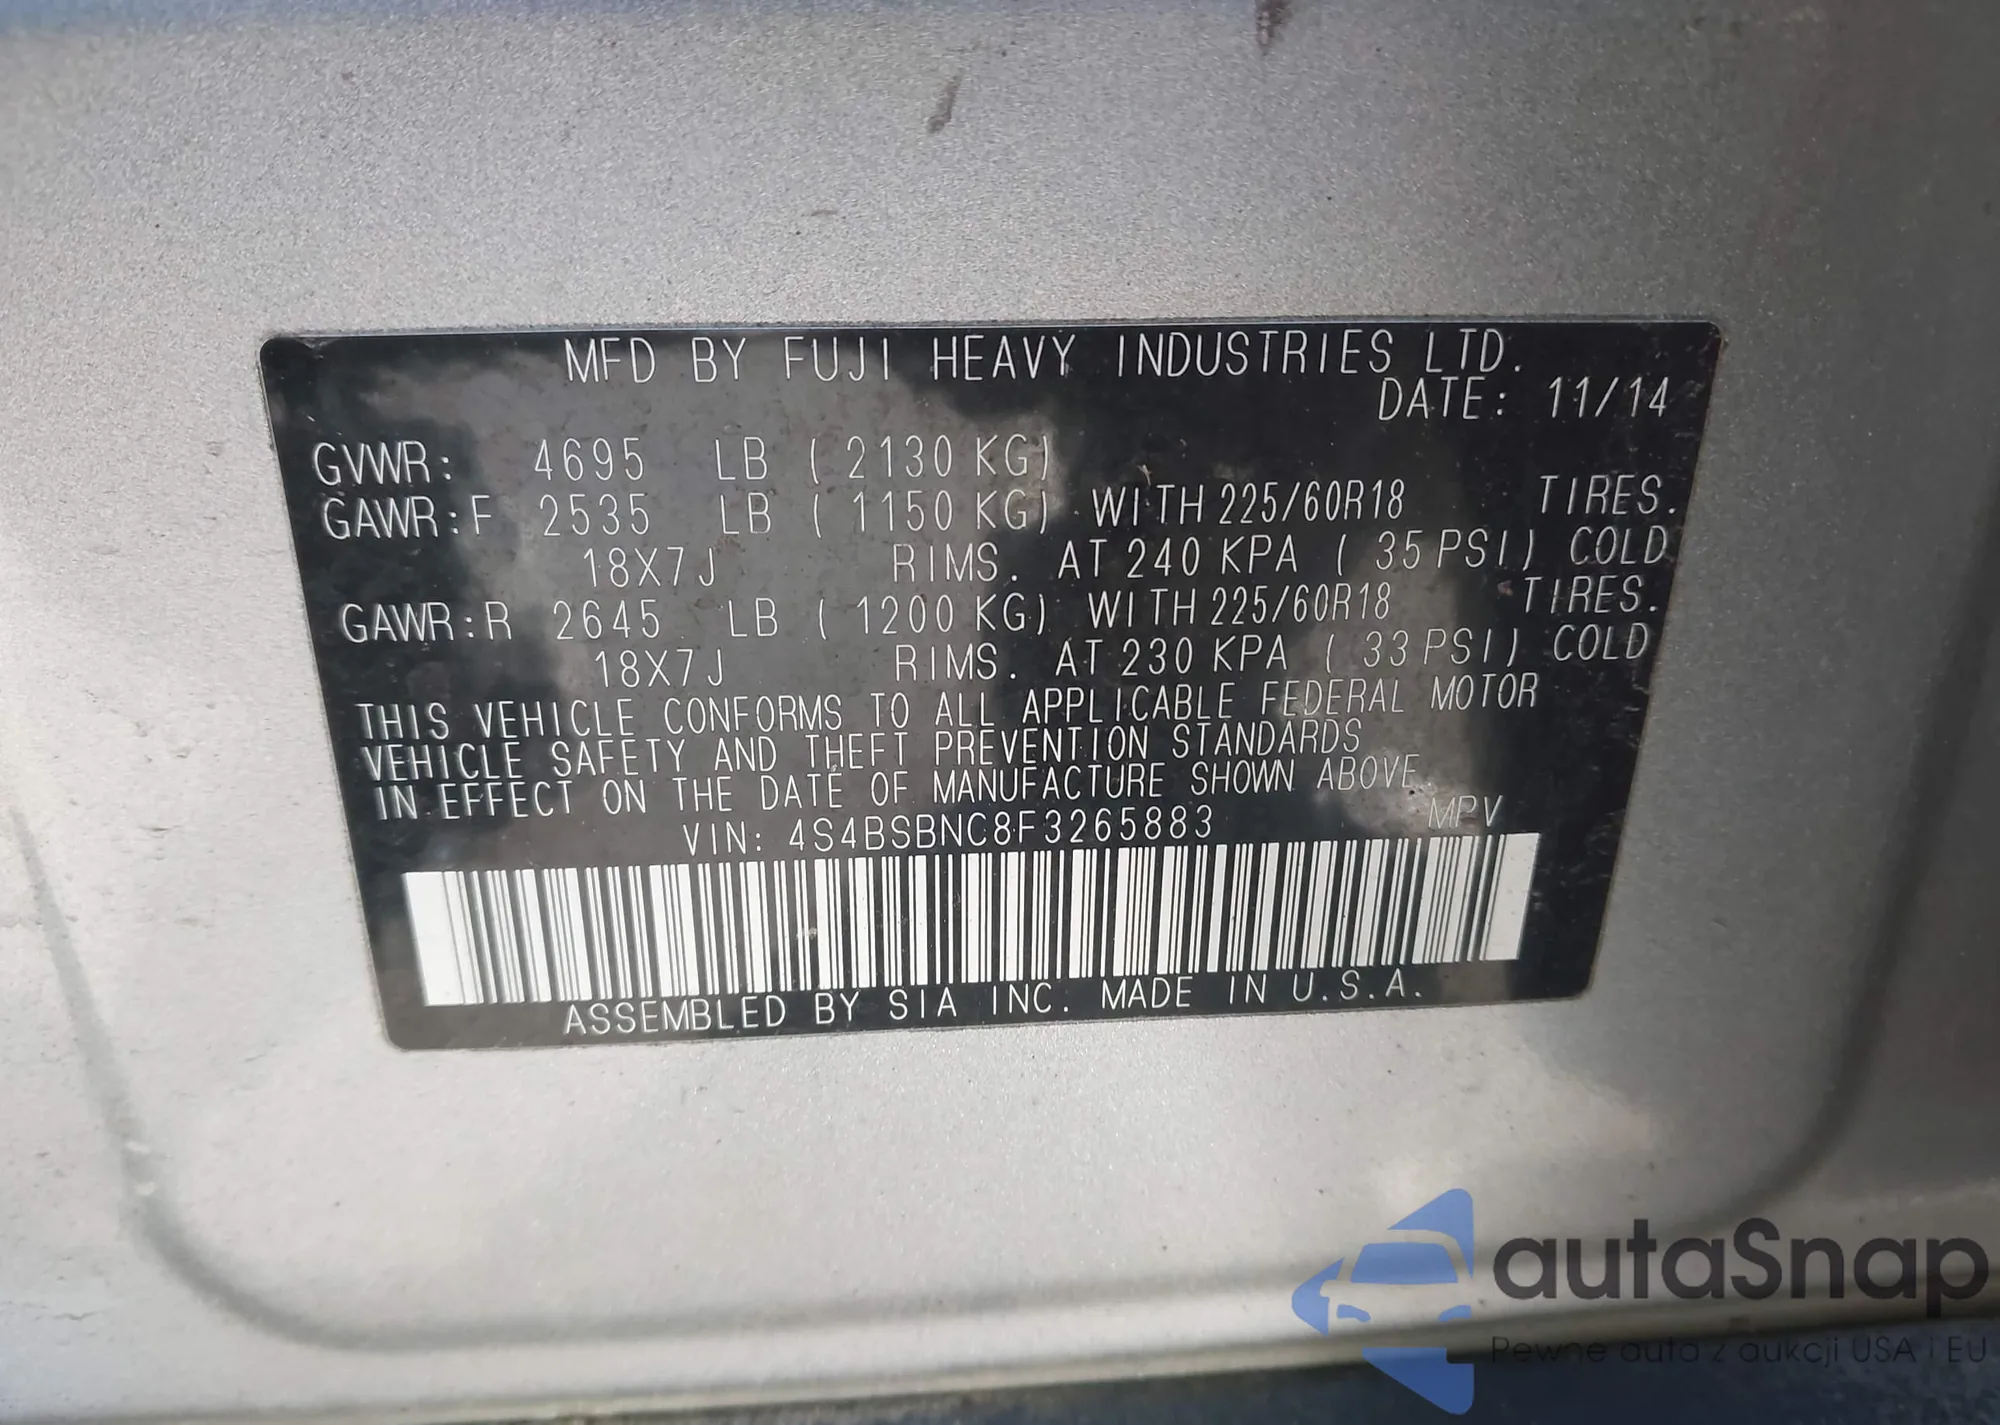 MFD BY FUJI HEAVY INDUSTRIES LTD.
DATE: 11/14
GVWR: 4695 LB ( 2130 KG)
GAWR:F 2535 LB ( 1150 KG) WITH 225/60R18 TIRES.
18X7J RIMS. AT 240 KPA ( 35 PSI) COLD
GAWR:R 2645 LB ( 1200 KG) WITH 225/60R18 TIRES.
18X7J RIMS. AT 230 KPA ( 33 PSI) COLD
THIS VEHICLE CONFORMS TO ALL APPLICABLE FEDERAL MOTOR
VEHICLE SAFETY AND THEFT PREVENTION STANDARDS
IN EFFECT ON THE DATE OF MANUFACTURE SHOWN ABOVE.
VIN: 4S4BSBNC8F3265883 MPV
ASSEMBLED BY SIA INC. MADE IN U.S.A.
autaSnap
Pewne auta z aukcji USA i EU